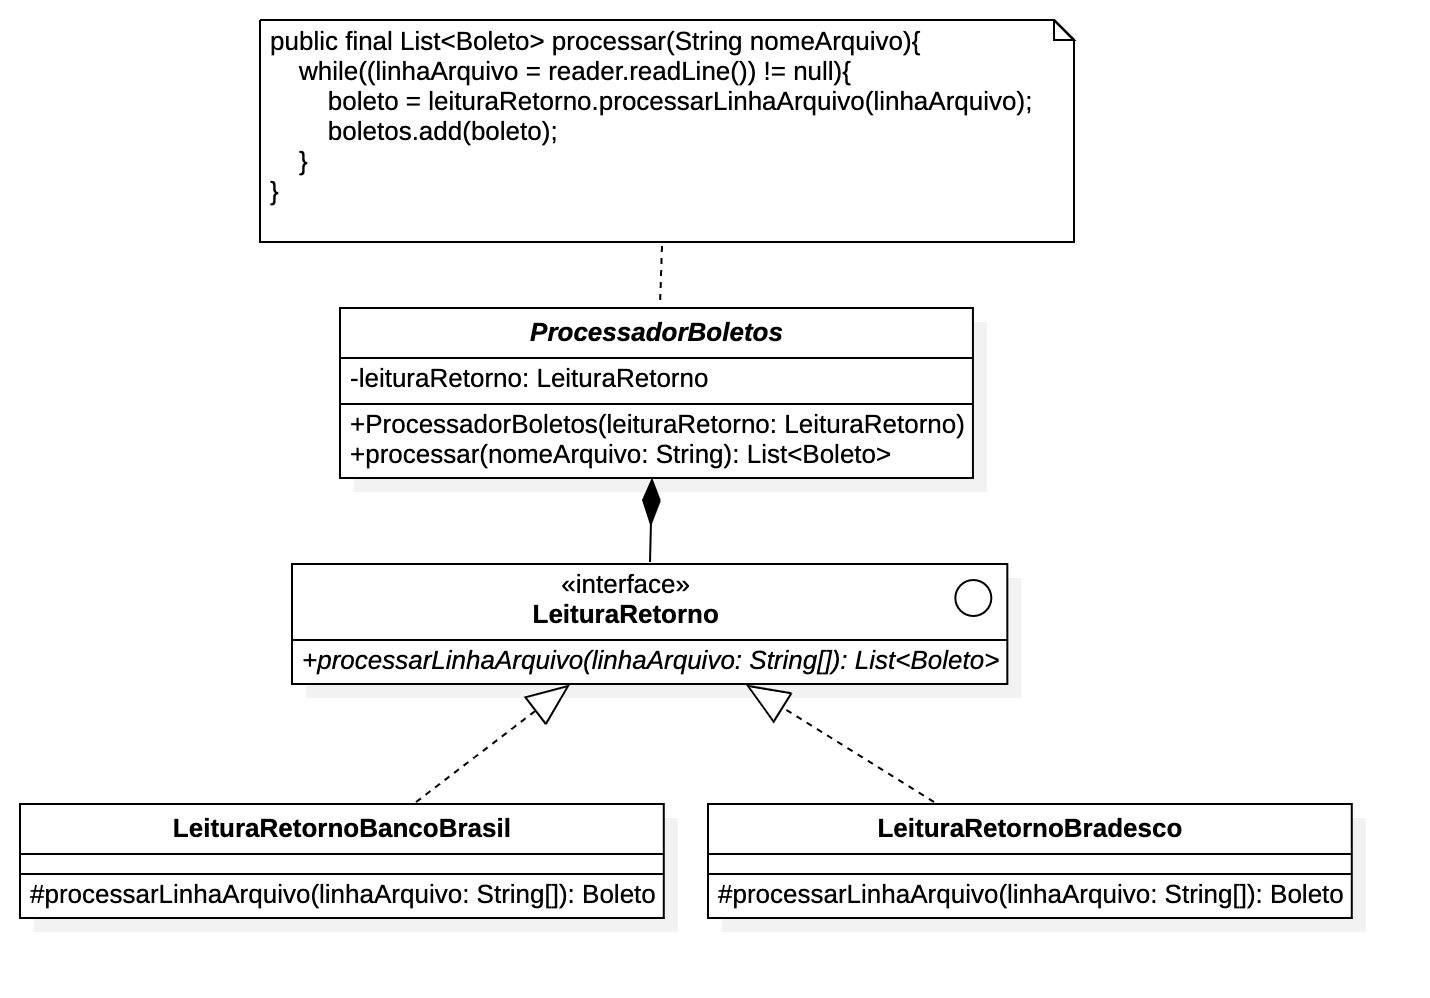 public final List<Boleto> processar(String nomeArquivo){
while((linhaArquivo = reader.readLine()) != null){
boleto = leituraRetorno.processarLinhaArquivo(linhaArquivo);
boletos.add(boleto);
}
}
ProcessadorBoletos
-leituraRetorno: LeituraRetorno
+ProcessadorBoletos(leituraRetorno: LeituraRetorno)
+processar(nomeArquivo: String): List<Boleto>
«interface»
LeituraRetorno
+processarLinhaArquivo(linhaArquivo: String[]): List<Boleto>
LeituraRetornoBancoBrasil
#processarLinhaArquivo(linhaArquivo: String[]): Boleto
LeituraRetornoBradesco
#processarLinhaArquivo(linhaArquivo: String[]): Boleto